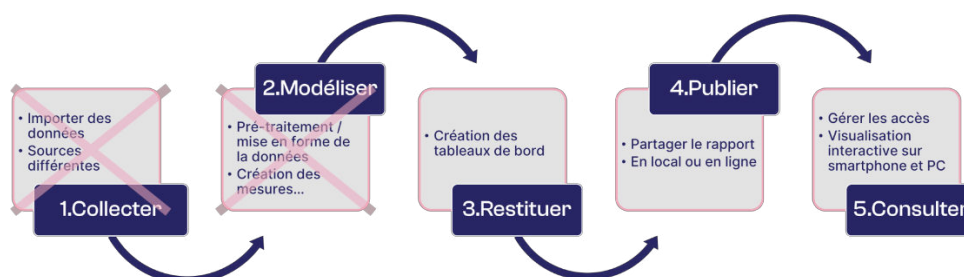 • Importer des
données
• Sources
différentes
1.Collecter
2.Modéliser
• Pré-traitement /
mise en forme de
la données
• Création des
mesures...
• Création des
tableaux de bord
3.Restituer
4.Publier
• Partager le rapport
• En local ou en ligne
• Gérer les accès
• Visualisation
interactive sur
smartphone et PC
5.Consulter